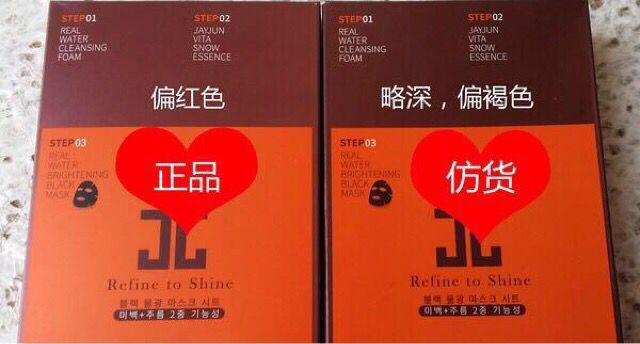 STEP01
REAL
WATER
CLEANSING
FOAM
STEP02
JAYJUN
VITA
SNOW
ESSENCE
偏红色
STEP03
REAL
WATER
BRIGHTENING
BLACK
MASK
正品
Refine to Shine
블랙 물광 마스크 시트
미백+주름 2중 기능성
STEP01
REAL
WATER
CLEANSING
FOAM
STEP02
JAYJUN
VITA
SNOW
ESSENCE
略深，偏褐色
STEP03
REAL
WATER
BRIGHTENING
BLACK
MASK
仿货
Refine to Shine
블랙 물광 마스크 시트
미백+주름 2중 기능성